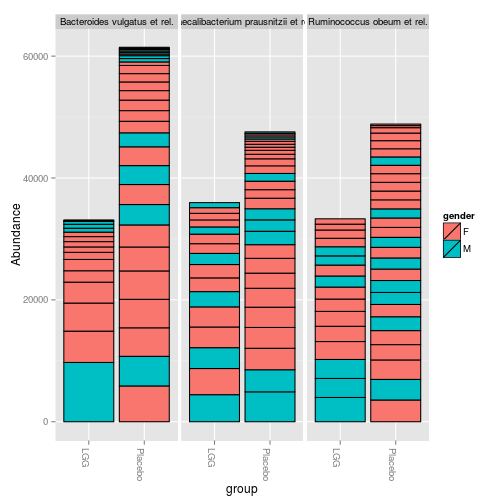 Bacteroides vulgatus et rel.
aecalibacterium prausnitzii et r
Ruminococcus obeum et rel.
60000
40000
20000
0
Abundance
LGG
Placebo
LGG
Placebo
LGG
Placebo
group
gender
F
M